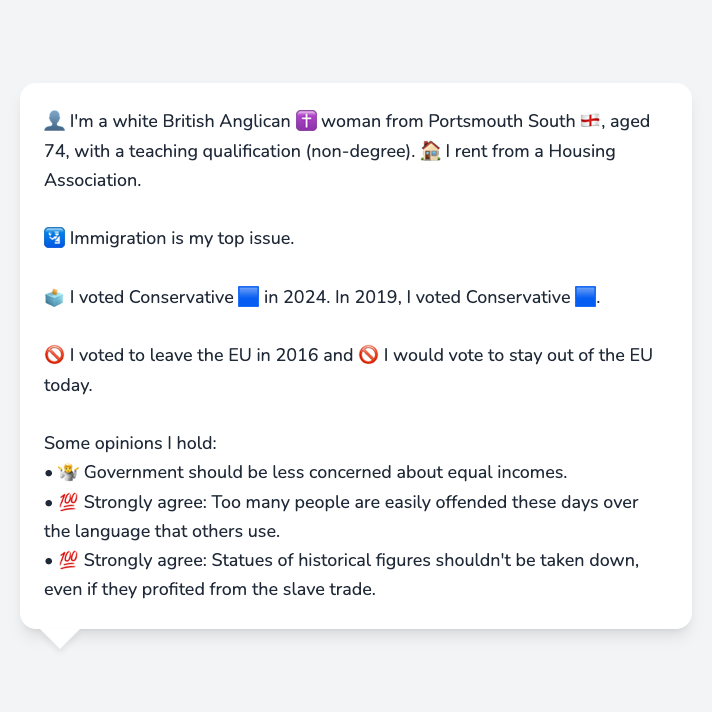 👤 I'm a white British Anglican ✝️ woman from Portsmouth South 🏴󠁧󠁢󠁥󠁮󠁧󠁿, aged
74, with a teaching qualification (non-degree). 🏠 I rent from a Housing
Association.
🛂 Immigration is my top issue.
🗳️ I voted Conservative 🟦 in 2024. In 2019, I voted Conservative 🟦.
🚫 I voted to leave the EU in 2016 and 🚫 I would vote to stay out of the EU
today.
Some opinions I hold:
• 🤷 Government should be less concerned about equal incomes.
• 💯 Strongly agree: Too many people are easily offended these days over
the language that others use.
• 💯 Strongly agree: Statues of historical figures shouldn't be taken down,
even if they profited from the slave trade.